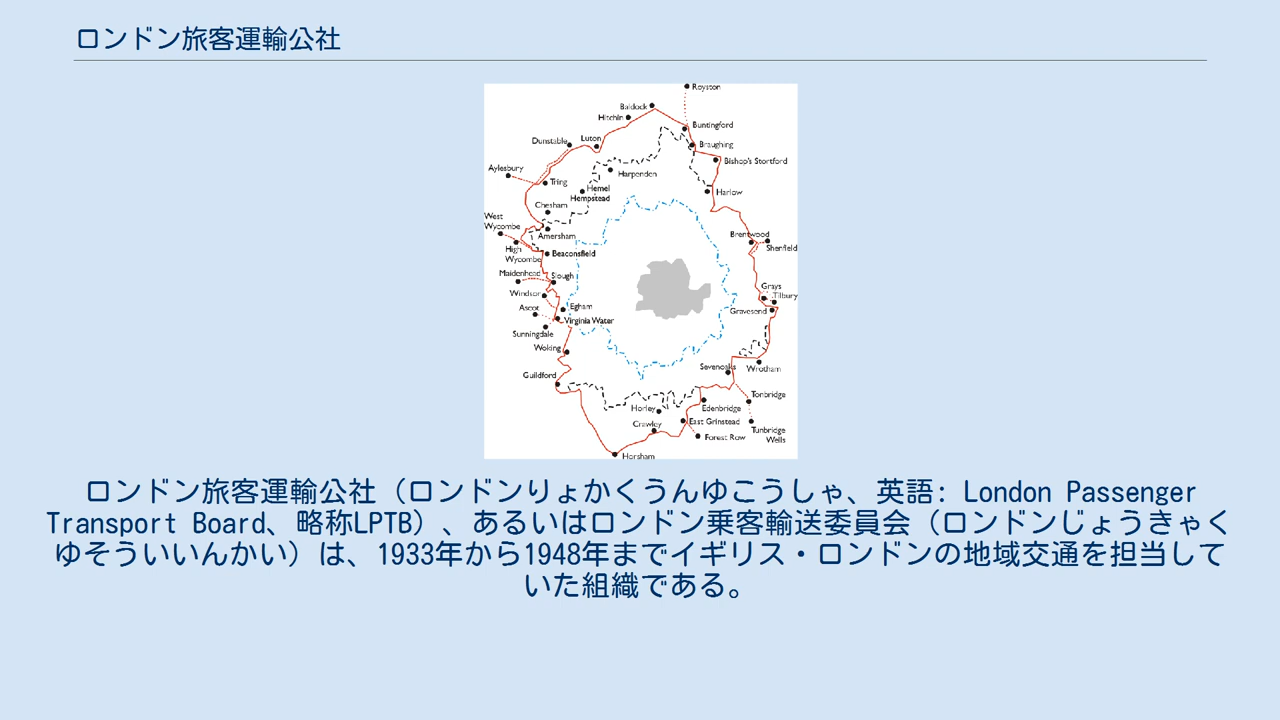 ロンドン旅客運輸公社
Royston
Baldock
Hitchin
Buntingford
Dunstable
Luton
Braughing
Bishop's Stortford
Aylesbury
Harpenden
Tring
Hemel
Hempstead
Harlow
Chesham
West
Wycombe
Amersham
Brentwood
Shenfield
High
Wycombe
Beaconsfield
Maidenhead
Slough
Grays
Windsor
Tilbury
Ascot
Egham
Gravesend
Virginia Water
Sunningdale
Woking
Sevenoaks
Wrotham
Guildford
Tonbridge
Horley
Edenbridge
Crawley
East Grinstead
Tunbridge
Wells
Forest Row
Horsham
ロンドン旅客運輸公社（ロンドンりょかくうんゆこうしゃ、英語: London Passenger
Transport Board、略称LPTB）、あるいはロンドン乗客輸送委員会（ロンドンじょうきゃく
ゆそういいんかい）は、1933年から1948年までイギリス・ロンドンの地域交通を担当して
いた組織である。